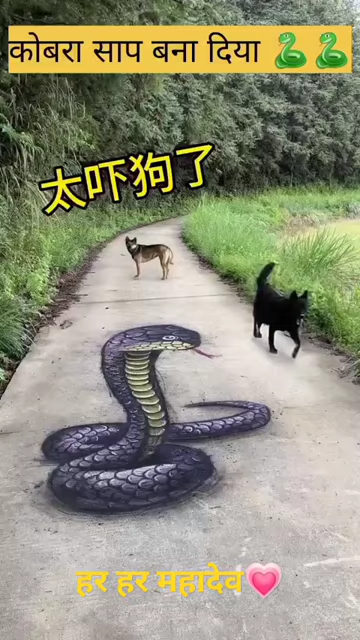 कोबरा साप बना दिया 🐍🐍
太吓狗了
हर हर महादेव💗